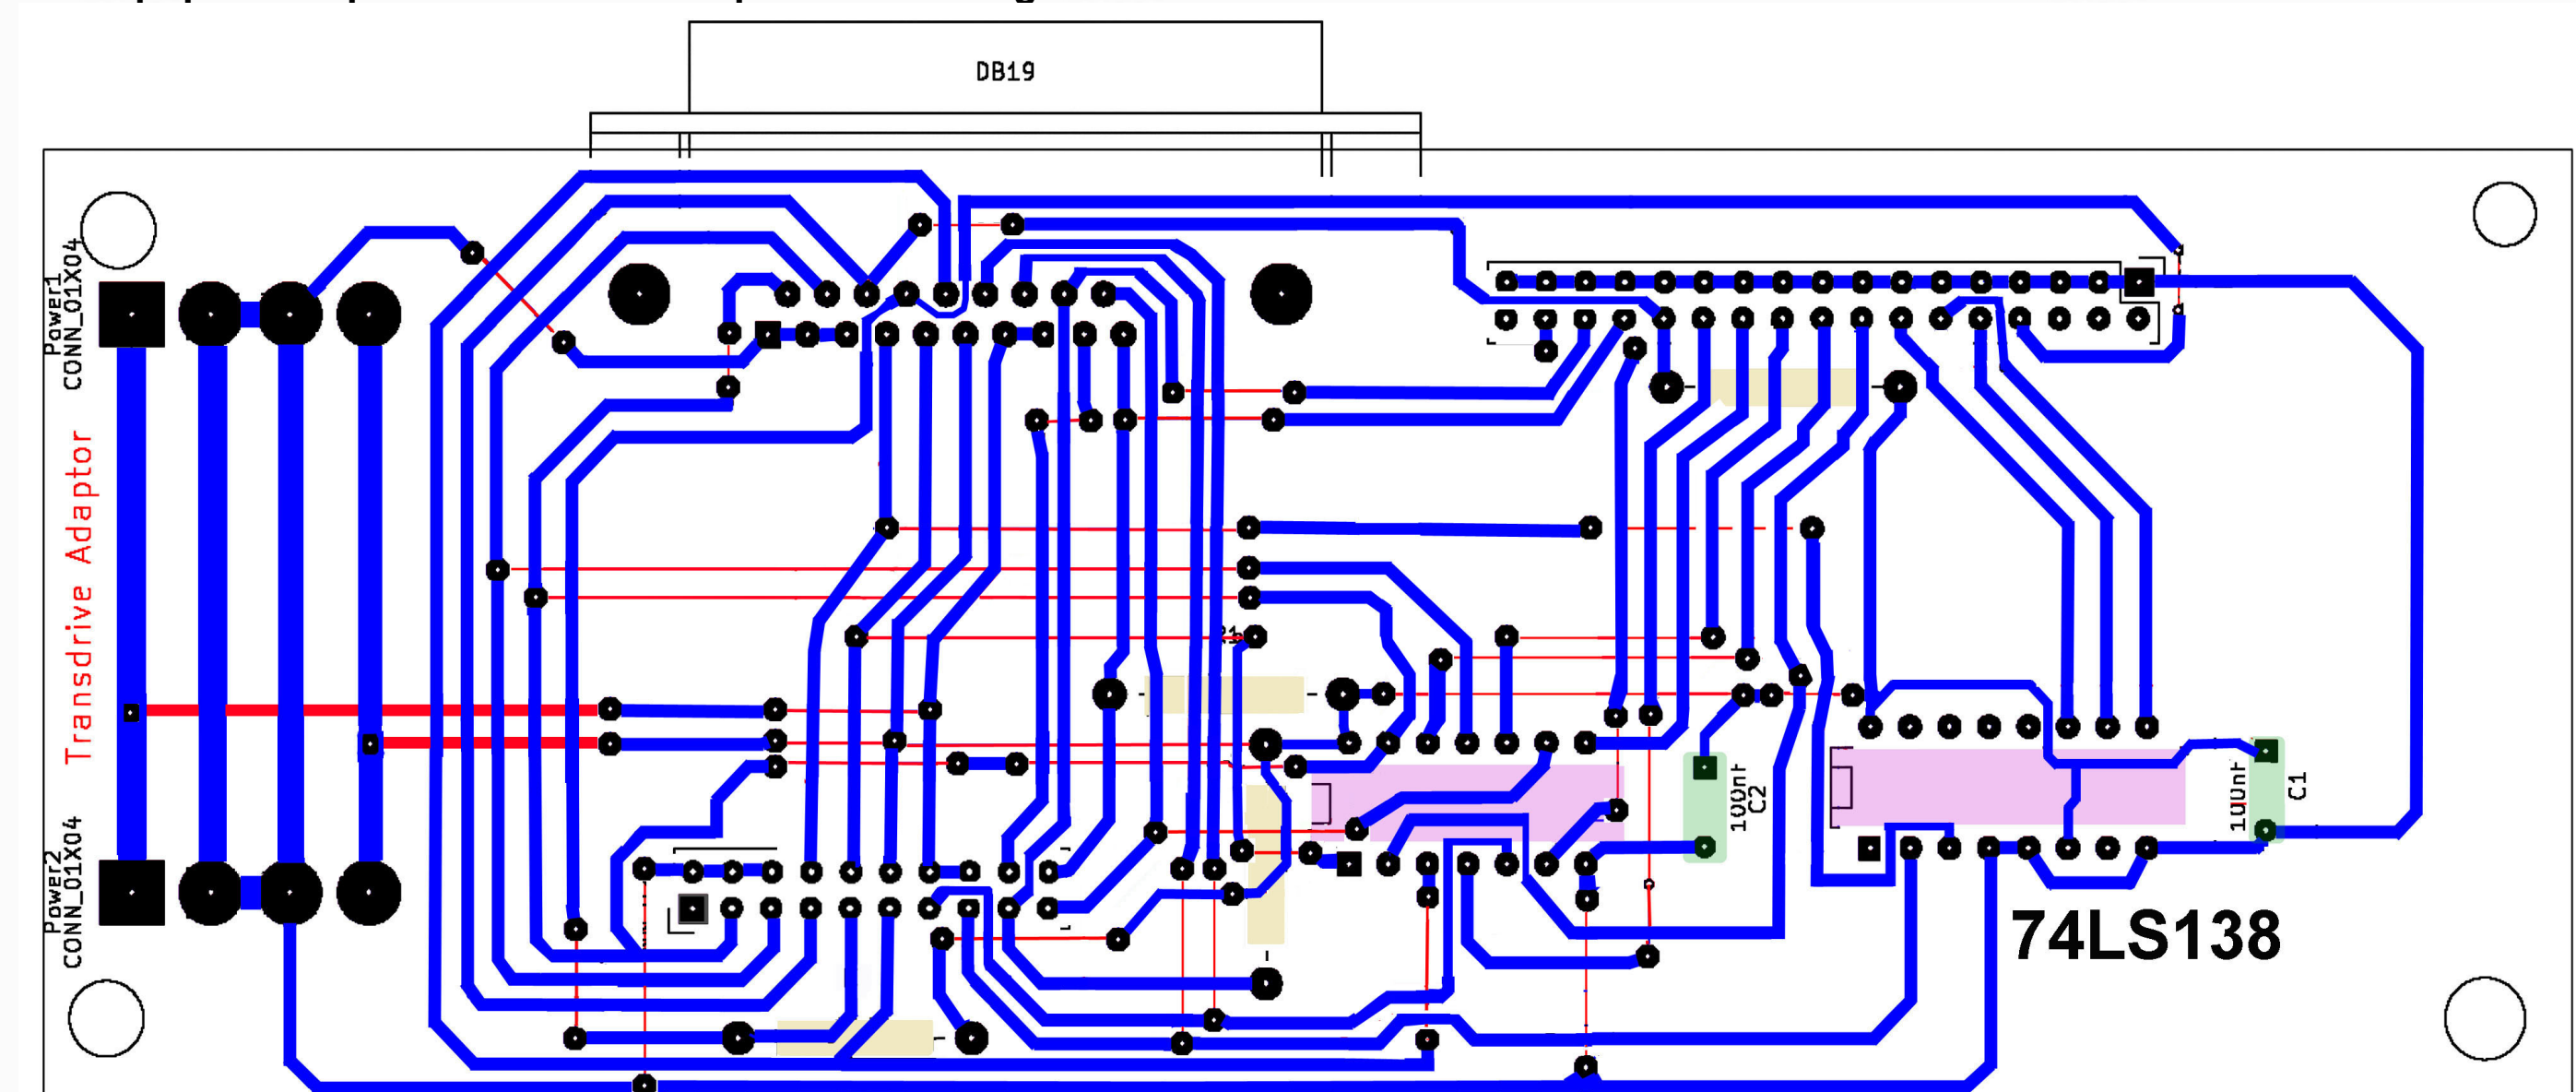 DB19
Power1
CONN_01X04
Transdrive Adaptor
Power2
CONN_01X04
100nF
C2
100nF
C1
74LS138